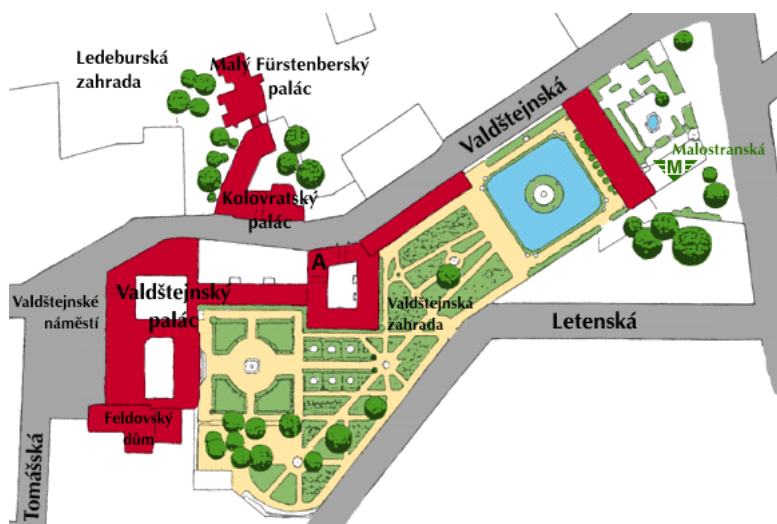 Ledeburská
zahrada
Malý Fürstenberský
palác
Valdštejnská
M
Malostranská
Kolovratský
palác
A
Valdštejnské
náměstí
Valdštejnský
palác
Valdštejnská
zahrada
Letenská
Feldovský
dům
Tomášská